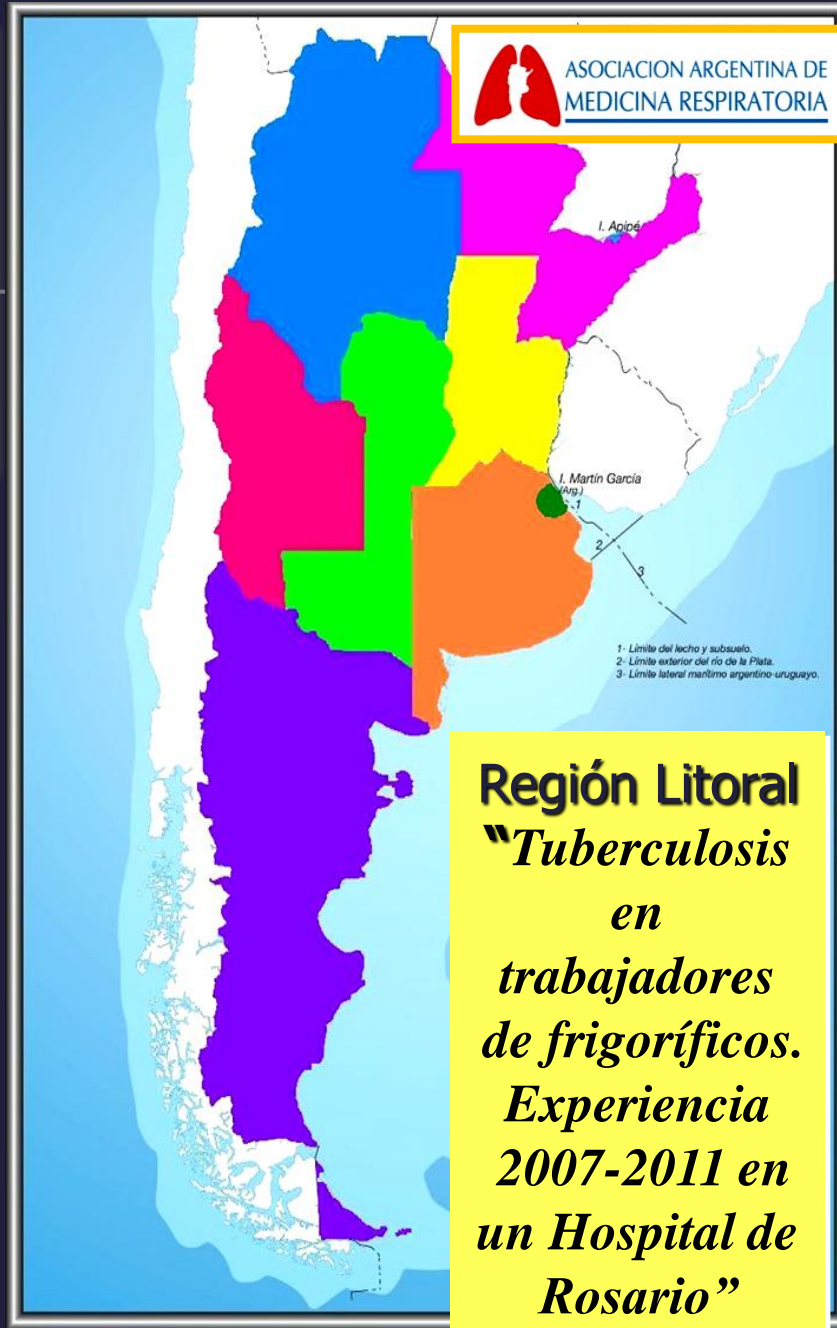 ASOCIACION ARGENTINA DE
MEDICINA RESPIRATORIA
I. Apipé
I. Martín García
(Arg.)
1
2
3
1- Límite del lecho y subsuelo.
2- Límite exterior del río de la Plata.
3- Límite lateral marítimo argentino-uruguayo.
Región Litoral
“Tuberculosis
en
trabajadores
de frigoríficos.
Experiencia
2007-2011 en
un Hospital de
Rosario”